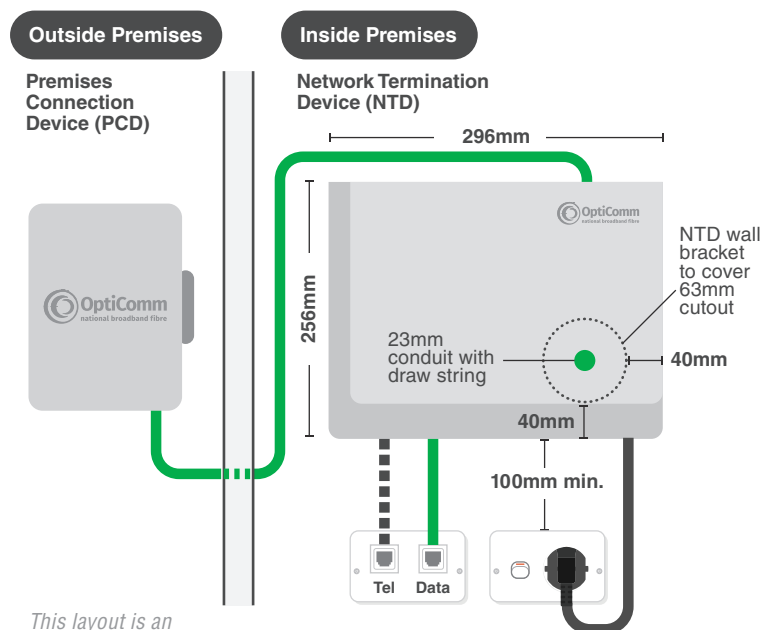 Outside Premises
Inside Premises
Premises
Connection
Device (PCD)
Network Termination
Device (NTD)
296mm
OptiComm
national broadband fibre
NTD wall
bracket
to cover
63mm
cutout
256mm
OptiComm
national broadband fibre
23mm
conduit with
draw string
40mm
40mm
100mm min.
Tel
Data
This layout is an